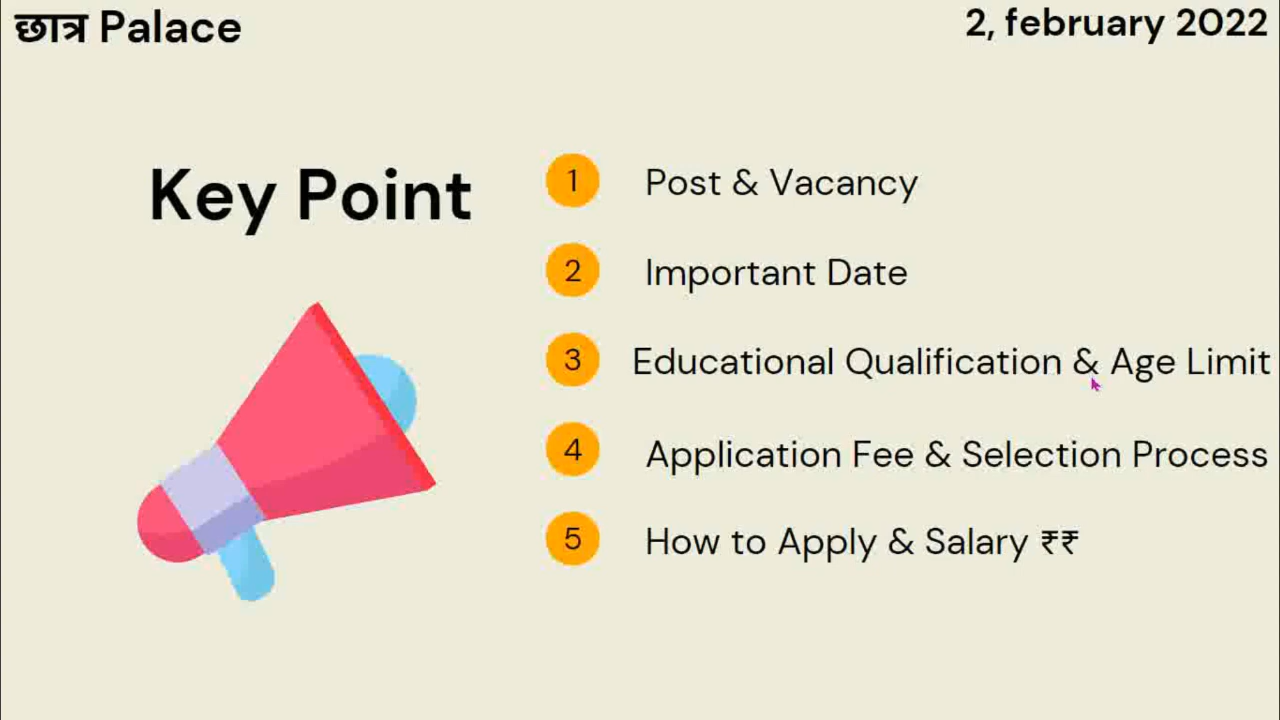 छात्र Palace
2, february 2022
Key Point
1 Post & Vacancy
2 Important Date
3 Educational Qualification & Age Limit
4 Application Fee & Selection Process
5 How to Apply & Salary ₹₹